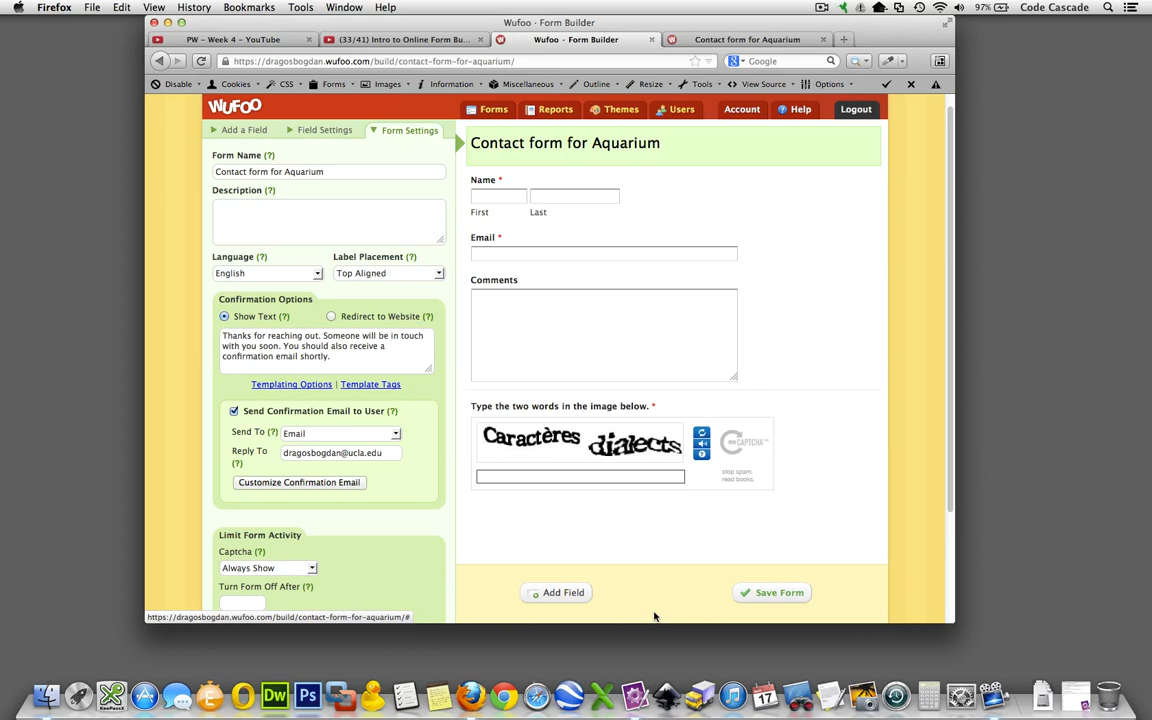 Firefox File Edit View History Bookmarks Tools Window Help 97% Code Cascade
Wufoo · Form Builder
PW - Week 4 - YouTube × (33/41) Intro to Online Form Bu... × Wufoo · Form Builder × Contact form for Aquarium × +
https://dragosbogdan.wufoo.com/build/contact-form-for-aquarium/ Google
Disable Cookies CSS Forms Images Information Miscellaneous Outline Resize Tools View Source Options
WUFOO Forms Reports Themes Users Account Help Logout
Add a Field Field Settings Form Settings
Form Name (?)
Contact form for Aquarium
Description (?)
Language (?) Label Placement (?)
English Top Aligned
Confirmation Options
Show Text (?) Redirect to Website (?)
Thanks for reaching out. Someone will be in touch
with you soon. You should also receive a
confirmation email shortly.
Templating Options | Template Tags
Send Confirmation Email to User (?)
Send To (?) Email
Reply To dragosbogdan@ucla.edu
(?)
Customize Confirmation Email
Limit Form Activity
Captcha (?)
Always Show
Turn Form Off After (?)
https://dragosbogdan.wufoo.com/build/contact-form-for-aquarium/#
Contact form for Aquarium
Name *
First Last
Email *
Comments
Type the two words in the image below. *
Caractères dialects
reCAPTCHA™
stop spam.
read books.
Add Field Save Form
Dw Ps
17